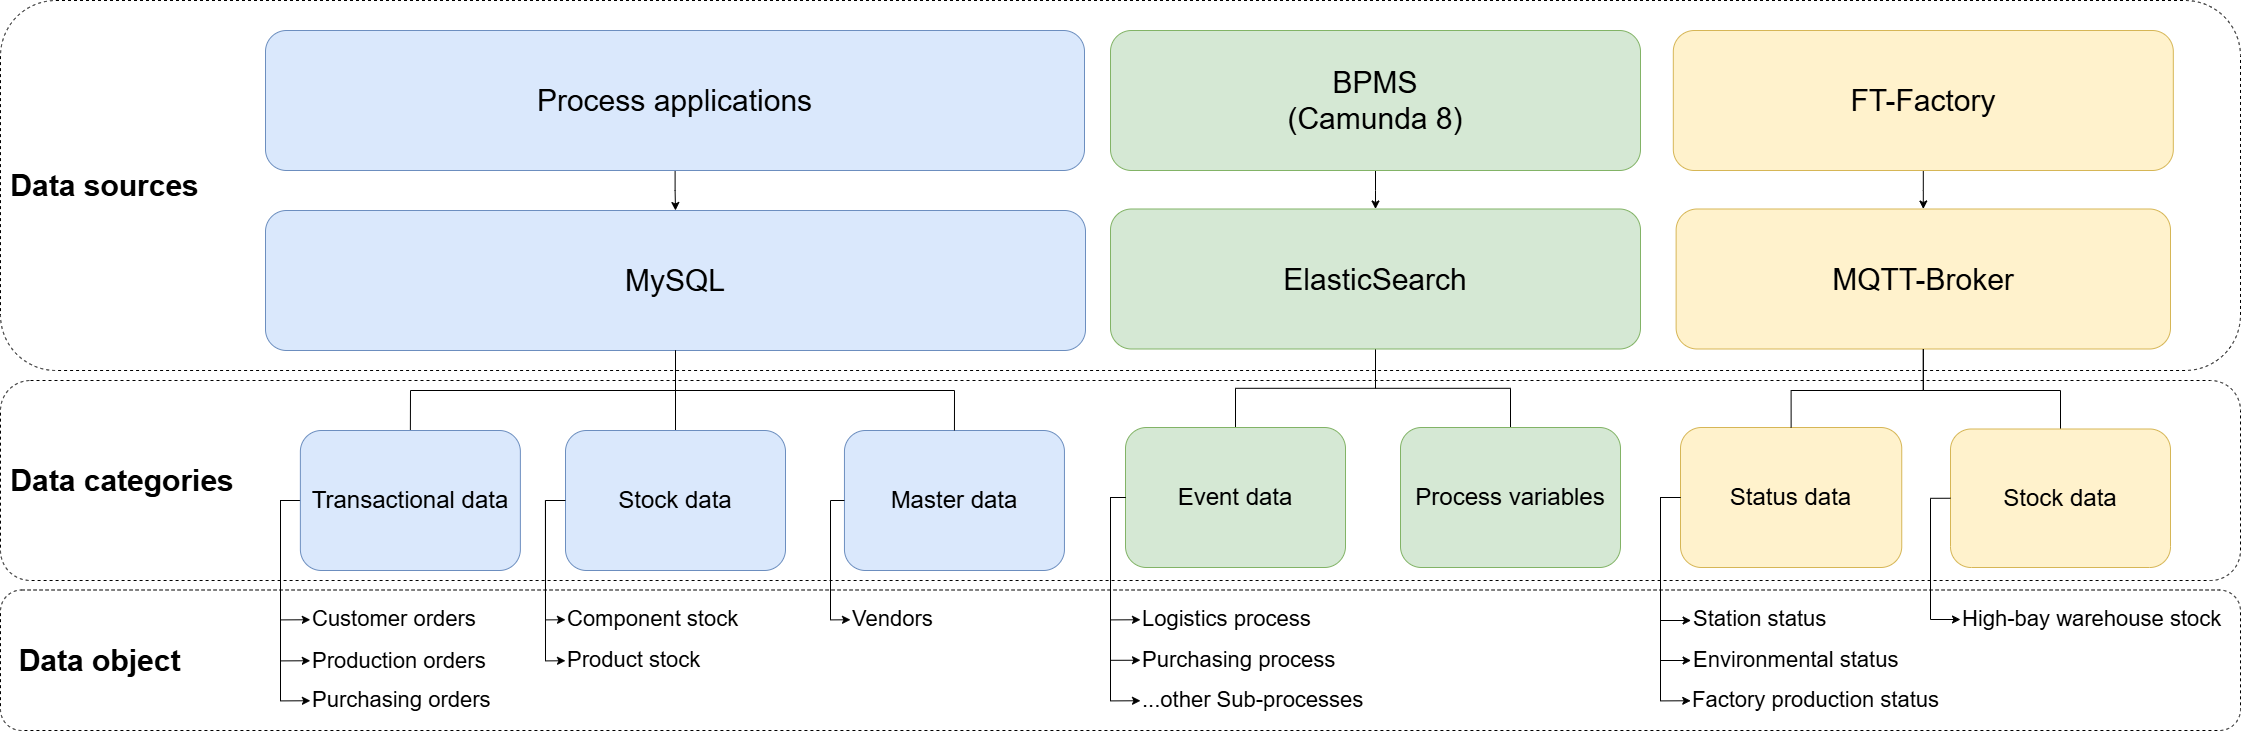 Data sources
Process applications
BPMS
(Camunda 8)
FT-Factory
MySQL
ElasticSearch
MQTT-Broker
Data categories
Transactional data
Stock data
Master data
Event data
Process variables
Status data
Stock data
Data object
Customer orders
Production orders
Purchasing orders
Component stock
Product stock
Vendors
Logistics process
Purchasing process
...other Sub-processes
Station status
Environmental status
Factory production status
High-bay warehouse stock